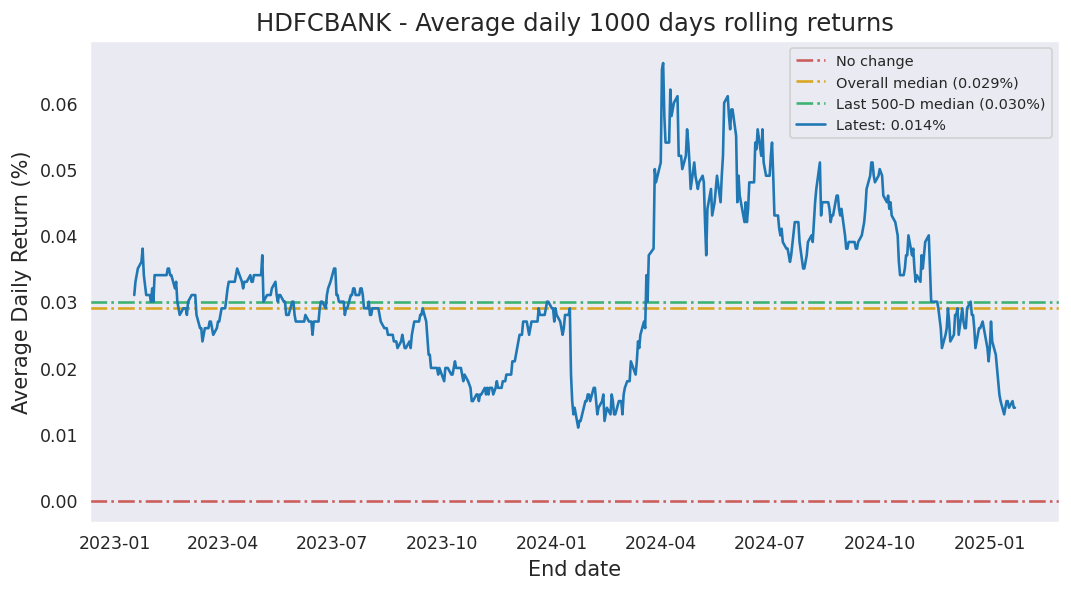 HDFCBANK - Average daily 1000 days rolling returns
No change
Overall median (0.029%)
Last 500-D median (0.030%)
Latest: 0.014%
Average Daily Return (%)
0.06
0.05
0.04
0.03
0.02
0.01
0.00
2023-01 2023-04 2023-07 2023-10 2024-01 2024-04 2024-07 2024-10 2025-01
End date